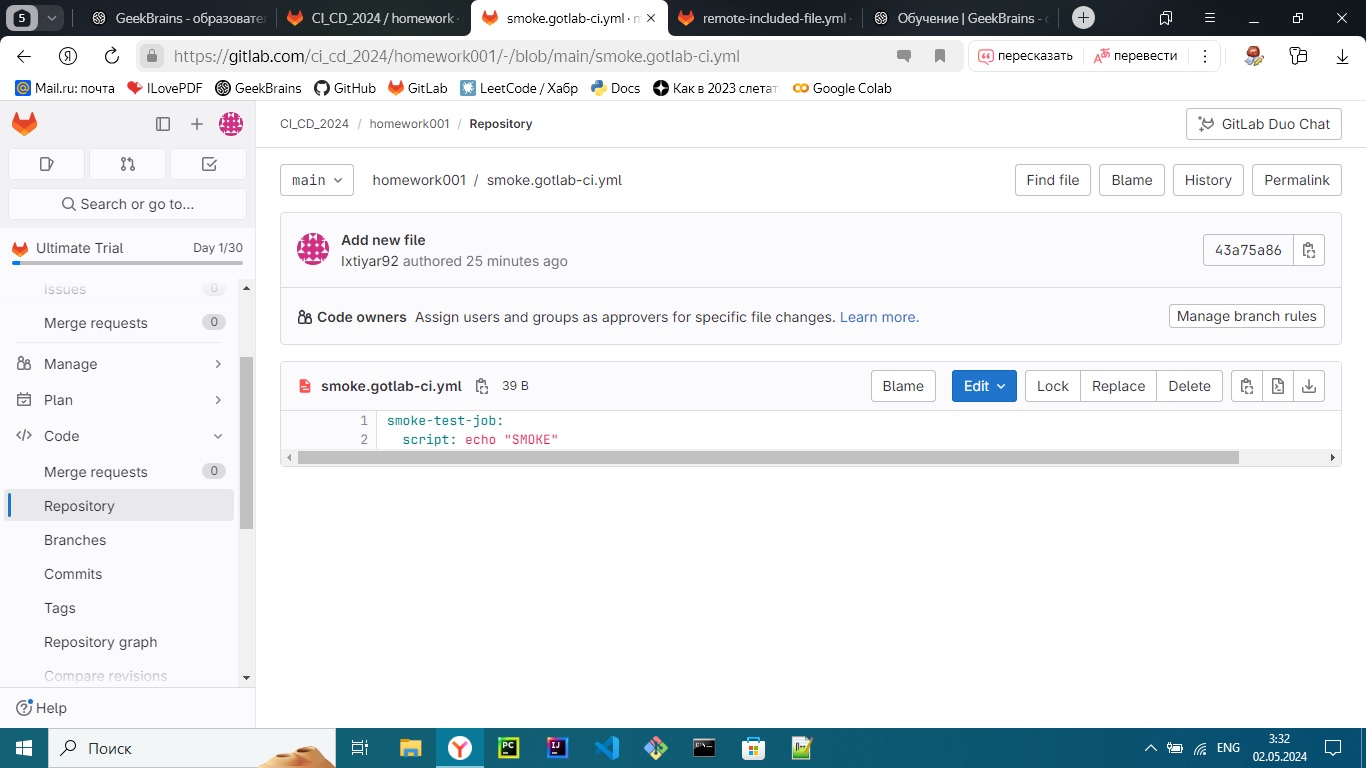 5
GeekBrains - образовате
CI_CD_2024 / homework
smoke.gotlab-ci.yml · m
remote-included-file.yml
Обучение | GeekBrains - о
https://gitlab.com/ci_cd_2024/homework001/-/blob/main/smoke.gotlab-ci.yml
пересказать
перевести
Mail.ru: почта
ILovePDF
GeekBrains
GitHub
GitLab
LeetCode / Хабр
Docs
Как в 2023 слетат
Google Colab
CI_CD_2024 / homework001 / Repository
GitLab Duo Chat
Search or go to...
Ultimate Trial
Day 1/30
Issues 0
Merge requests 0
Manage
Plan
Code
Merge requests 0
Repository
Branches
Commits
Tags
Repository graph
Compare revisions
Help
main
homework001 / smoke.gotlab-ci.yml
Find file
Blame
History
Permalink
Add new file
Ixtiyar92 authored 25 minutes ago
43a75a86
Code owners Assign users and groups as approvers for specific file changes. Learn more.
Manage branch rules
smoke.gotlab-ci.yml 39 B
Blame
Edit
Lock
Replace
Delete
1 smoke-test-job:
2 script: echo "SMOKE"
Поиск
PC
IJ
ENG
3:32
02.05.2024